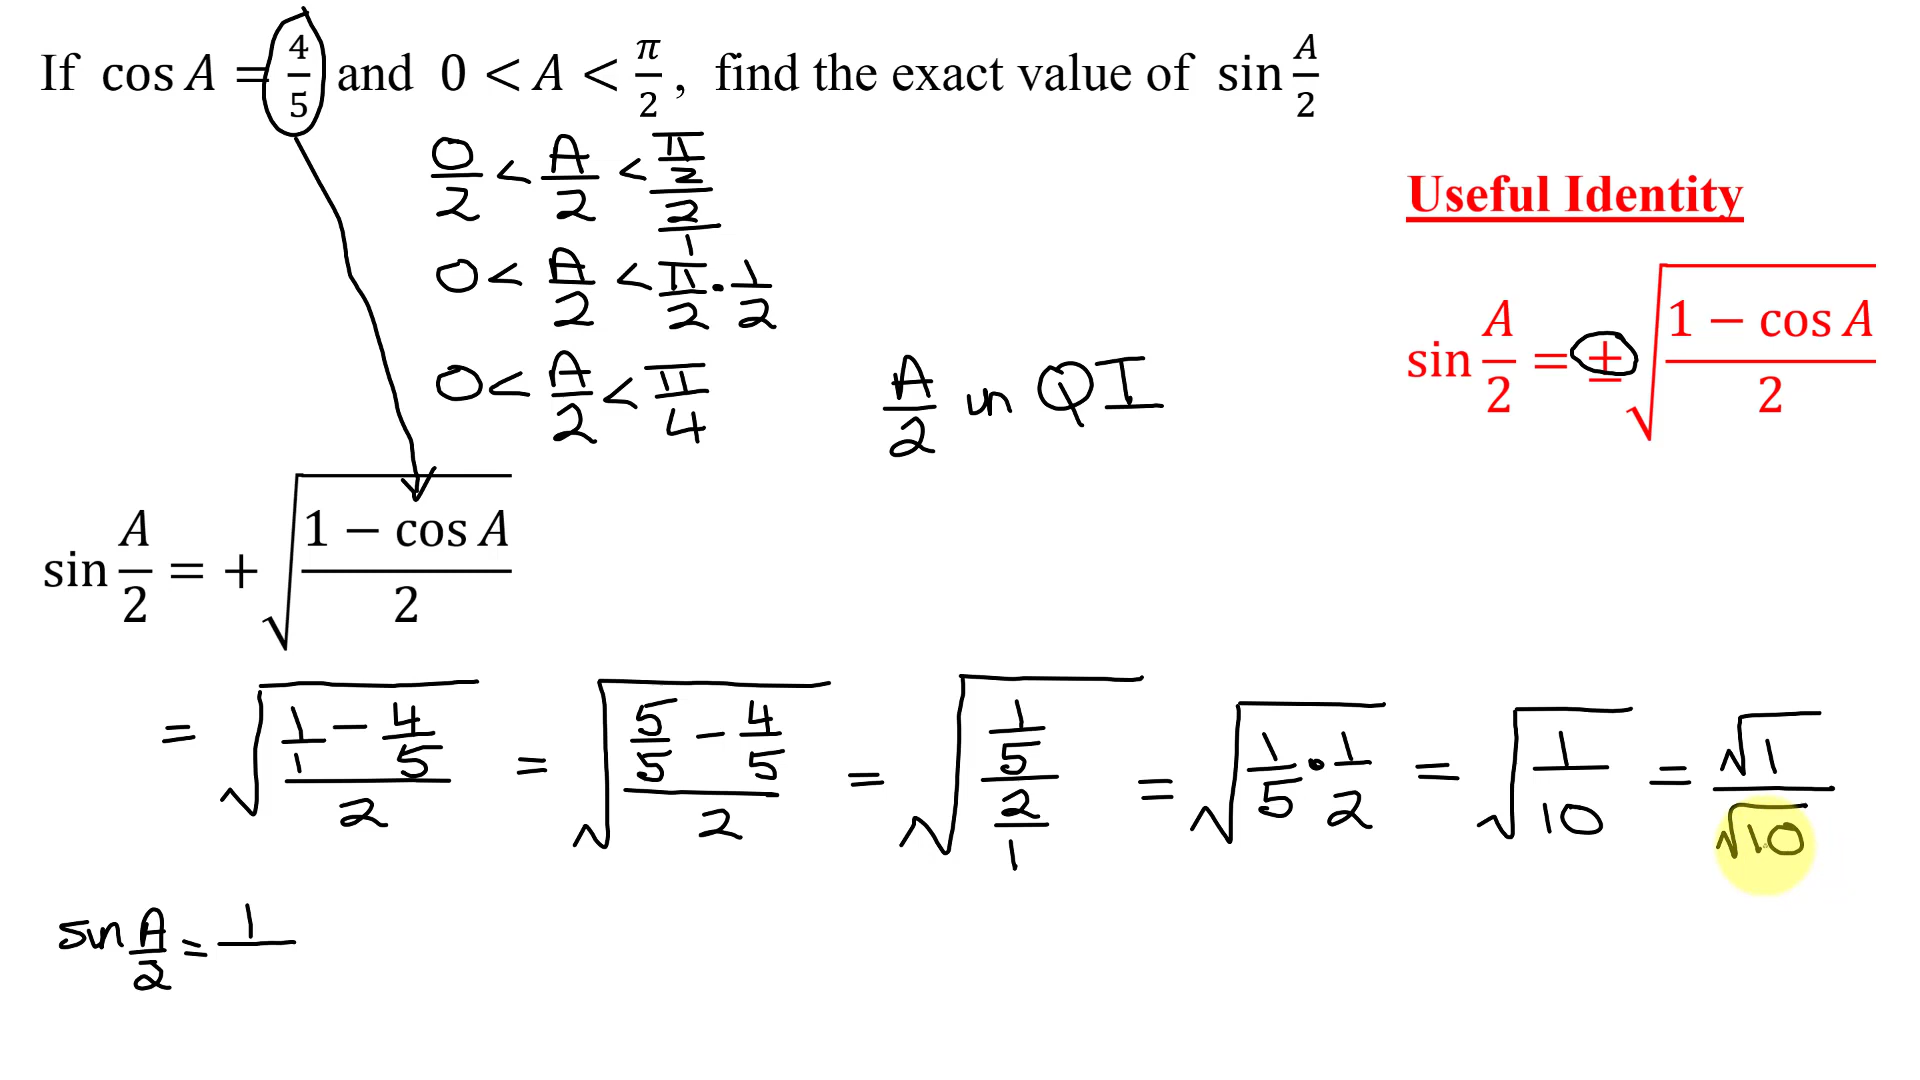 If cos A = 4/5 and 0 < A < π/2 , find the exact value of sin A/2
0/2 < A/2 < (π/2)/(2/1)
Useful Identity
0 < A/2 < π/2 · 1/2
sin A/2 = ± √((1 − cos A)/2)
0 < A/2 < π/4
A/2 in QI
sin A/2 = + √((1 − cos A)/2)
= √((1/1 − 4/5)/2) = √((5/5 − 4/5)/2) = √((1/5)/(2/1)) = √(1/5 · 1/2) = √(1/10) = √1/√10
sin A/2 = 1/